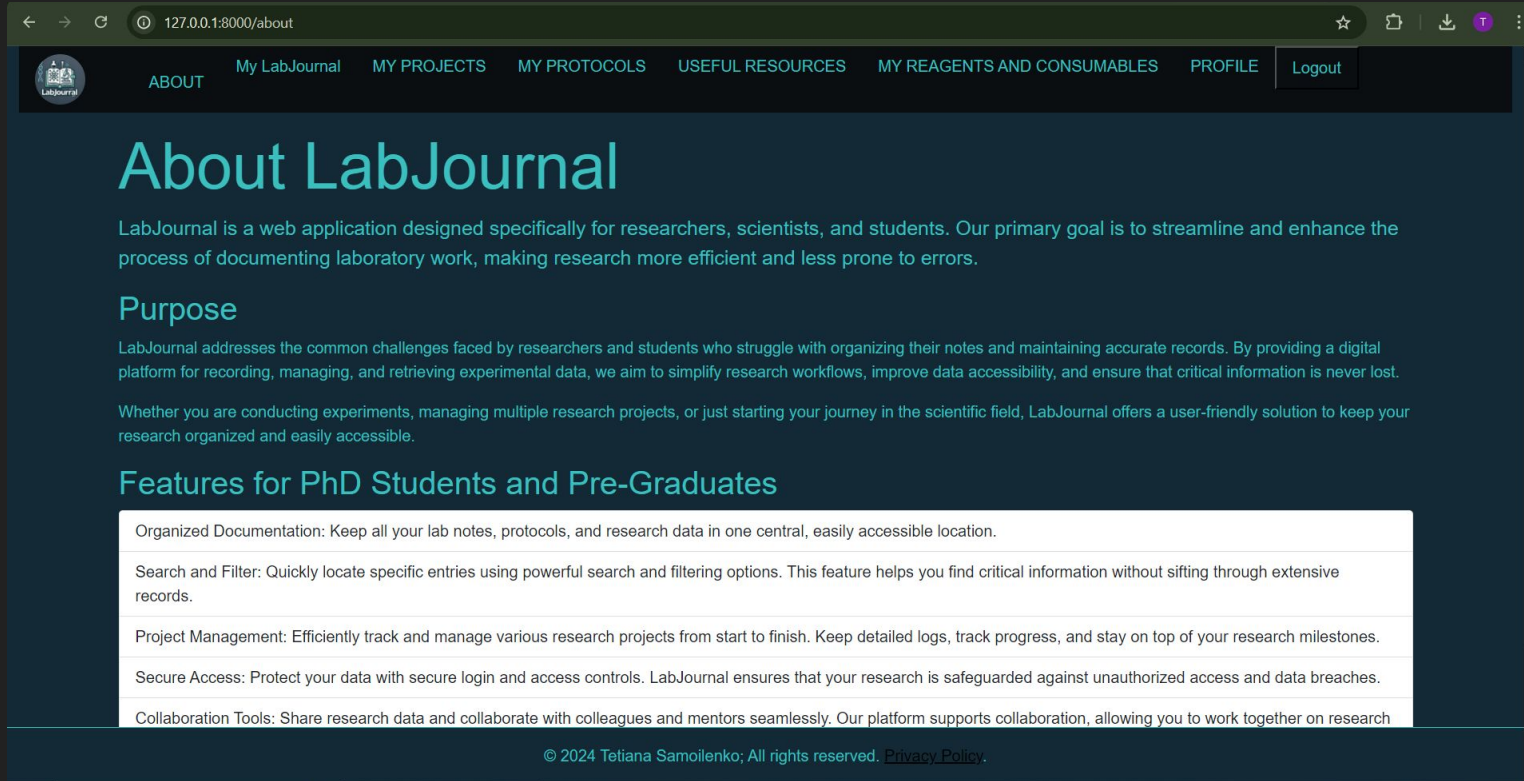 127.0.0.1:8000/about
T
Labjourral
ABOUT
My LabJournal
MY PROJECTS
MY PROTOCOLS
USEFUL RESOURCES
MY REAGENTS AND CONSUMABLES
PROFILE
Logout
About LabJournal
LabJournal is a web application designed specifically for researchers, scientists, and students. Our primary goal is to streamline and enhance the
process of documenting laboratory work, making research more efficient and less prone to errors.
Purpose
LabJournal addresses the common challenges faced by researchers and students who struggle with organizing their notes and maintaining accurate records. By providing a digital
platform for recording, managing, and retrieving experimental data, we aim to simplify research workflows, improve data accessibility, and ensure that critical information is never lost.
Whether you are conducting experiments, managing multiple research projects, or just starting your journey in the scientific field, LabJournal offers a user-friendly solution to keep your
research organized and easily accessible.
Features for PhD Students and Pre-Graduates
Organized Documentation: Keep all your lab notes, protocols, and research data in one central, easily accessible location.
Search and Filter: Quickly locate specific entries using powerful search and filtering options. This feature helps you find critical information without sifting through extensive
records.
Project Management: Efficiently track and manage various research projects from start to finish. Keep detailed logs, track progress, and stay on top of your research milestones.
Secure Access: Protect your data with secure login and access controls. LabJournal ensures that your research is safeguarded against unauthorized access and data breaches.
Collaboration Tools: Share research data and collaborate with colleagues and mentors seamlessly. Our platform supports collaboration, allowing you to work together on research
© 2024 Tetiana Samoilenko; All rights reserved. Privacy Policy.